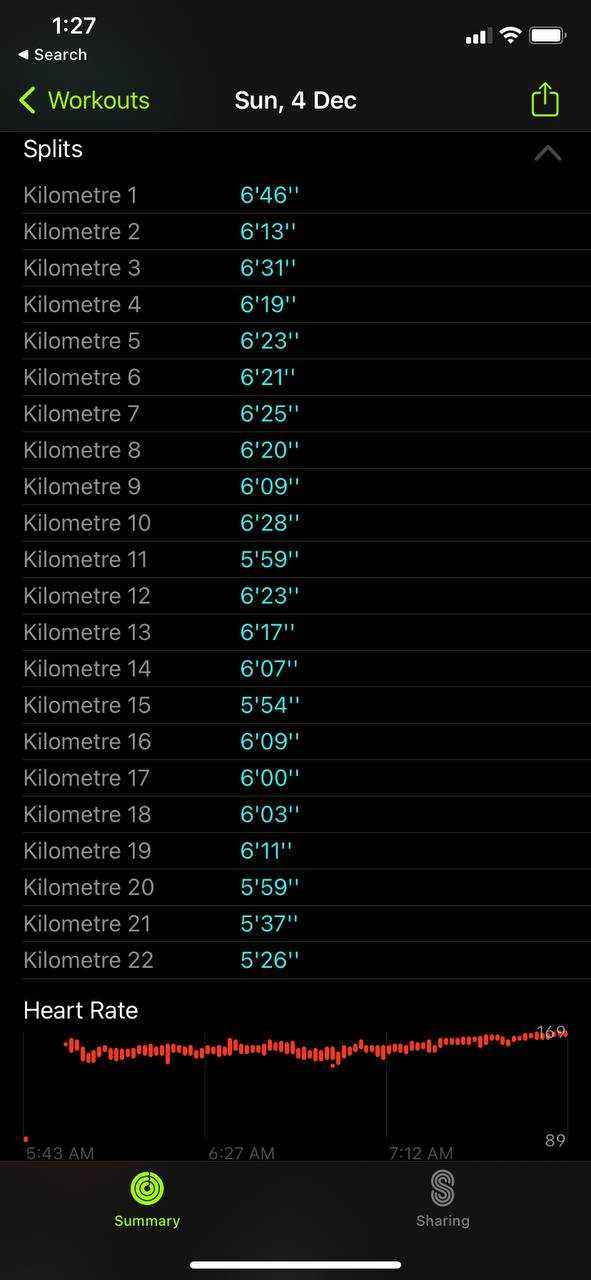 1:27
◀ Search
Workouts Sun, 4 Dec
Splits
Kilometre 1 6'46''
Kilometre 2 6'13''
Kilometre 3 6'31''
Kilometre 4 6'19''
Kilometre 5 6'23''
Kilometre 6 6'21''
Kilometre 7 6'25''
Kilometre 8 6'20''
Kilometre 9 6'09''
Kilometre 10 6'28''
Kilometre 11 5'59''
Kilometre 12 6'23''
Kilometre 13 6'17''
Kilometre 14 6'07''
Kilometre 15 5'54''
Kilometre 16 6'09''
Kilometre 17 6'00''
Kilometre 18 6'03''
Kilometre 19 6'11''
Kilometre 20 5'59''
Kilometre 21 5'37''
Kilometre 22 5'26''
Heart Rate
169
89
5:43 AM 6:27 AM 7:12 AM
Summary Sharing